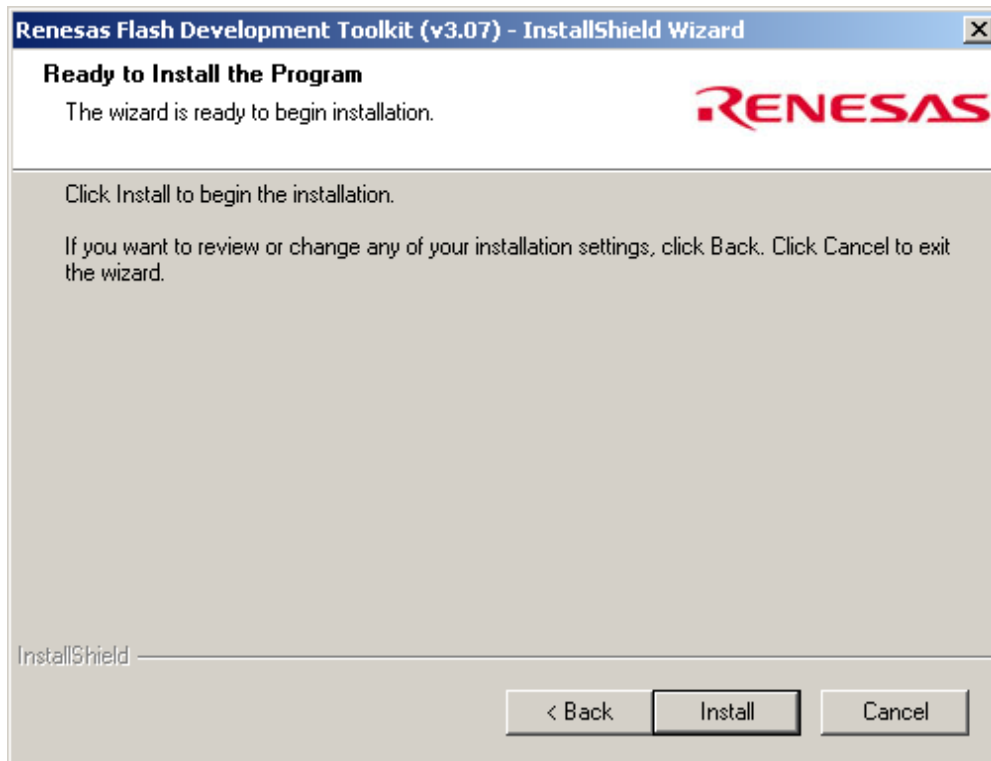 Renesas Flash Development Toolkit (v3.07) - InstallShield Wizard
Ready to Install the Program
The wizard is ready to begin installation.
RENESAS
Click Install to begin the installation.
If you want to review or change any of your installation settings, click Back. Click Cancel to exit
the wizard.
InstallShield
< Back Install Cancel